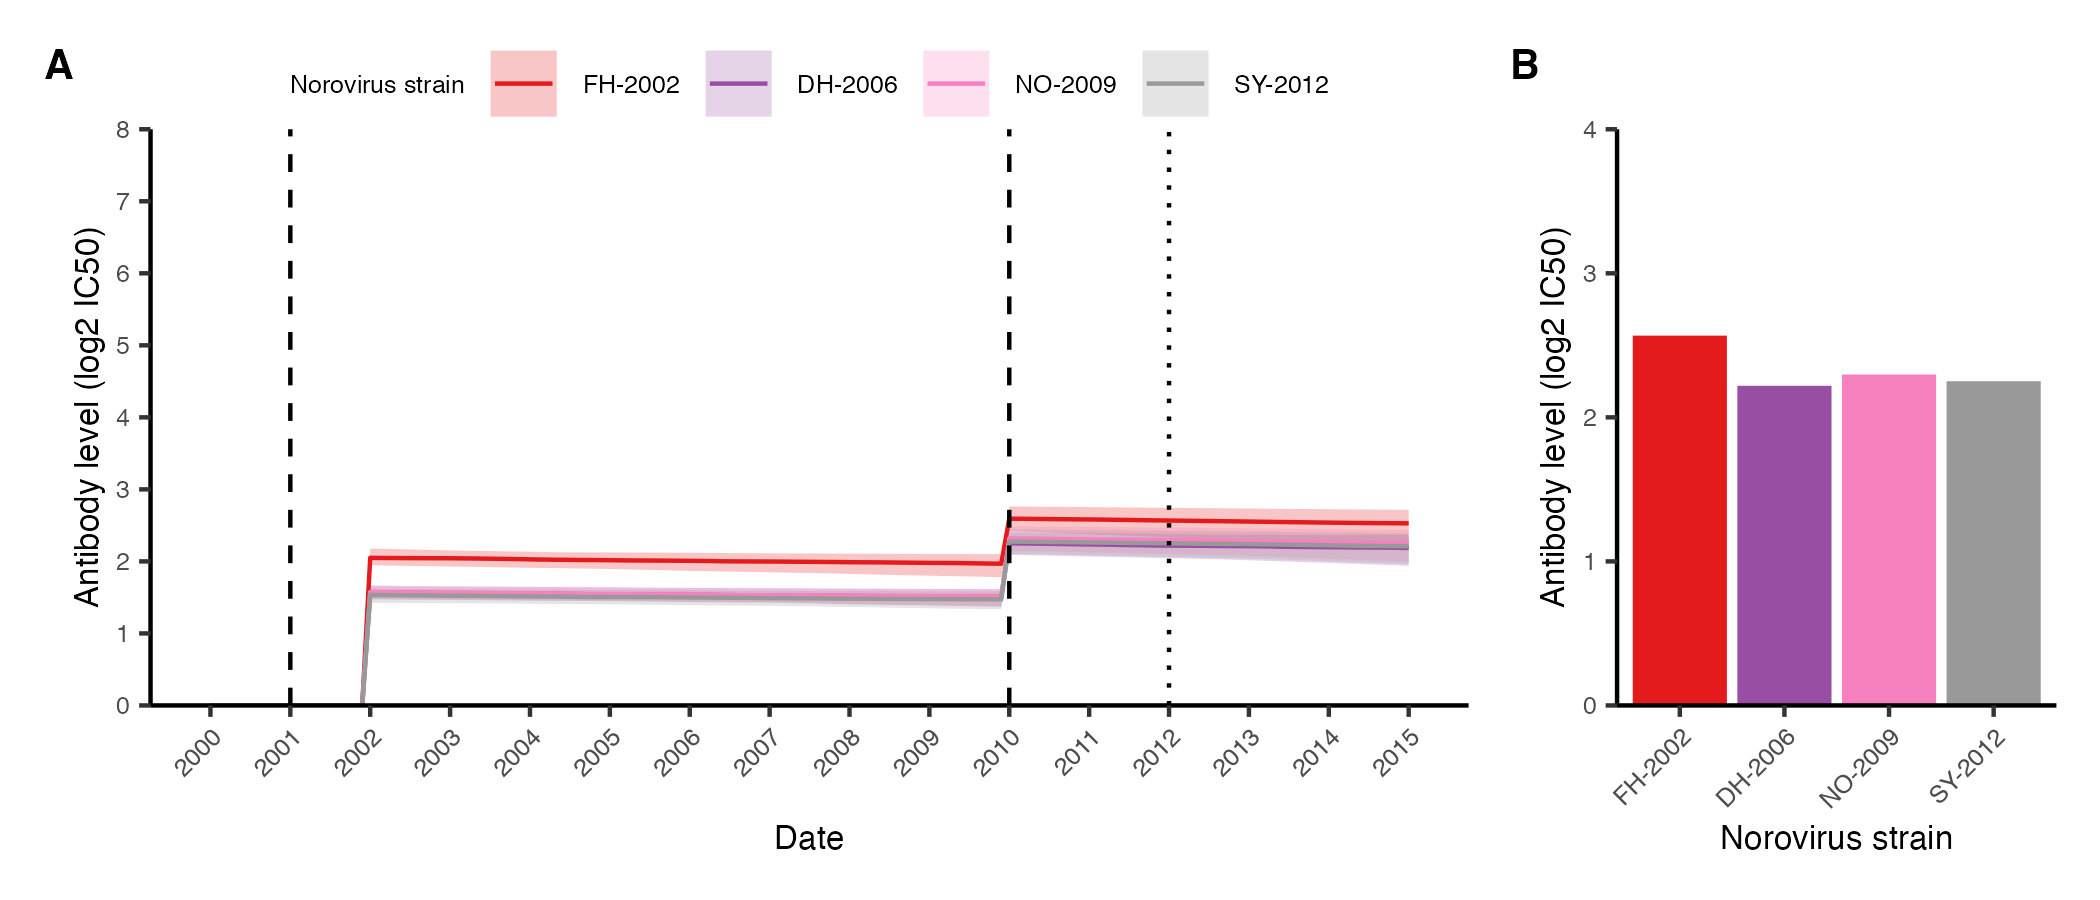 A
Norovirus strain FH-2002 DH-2006 NO-2009 SY-2012
Antibody level (log2 IC50)
8
7
6
5
4
3
2
1
0
2000 2001 2002 2003 2004 2005 2006 2007 2008 2009 2010 2011 2012 2013 2014 2015
Date
B
Antibody level (log2 IC50)
4
3
2
1
0
FH-2002 DH-2006 NO-2009 SY-2012
Norovirus strain